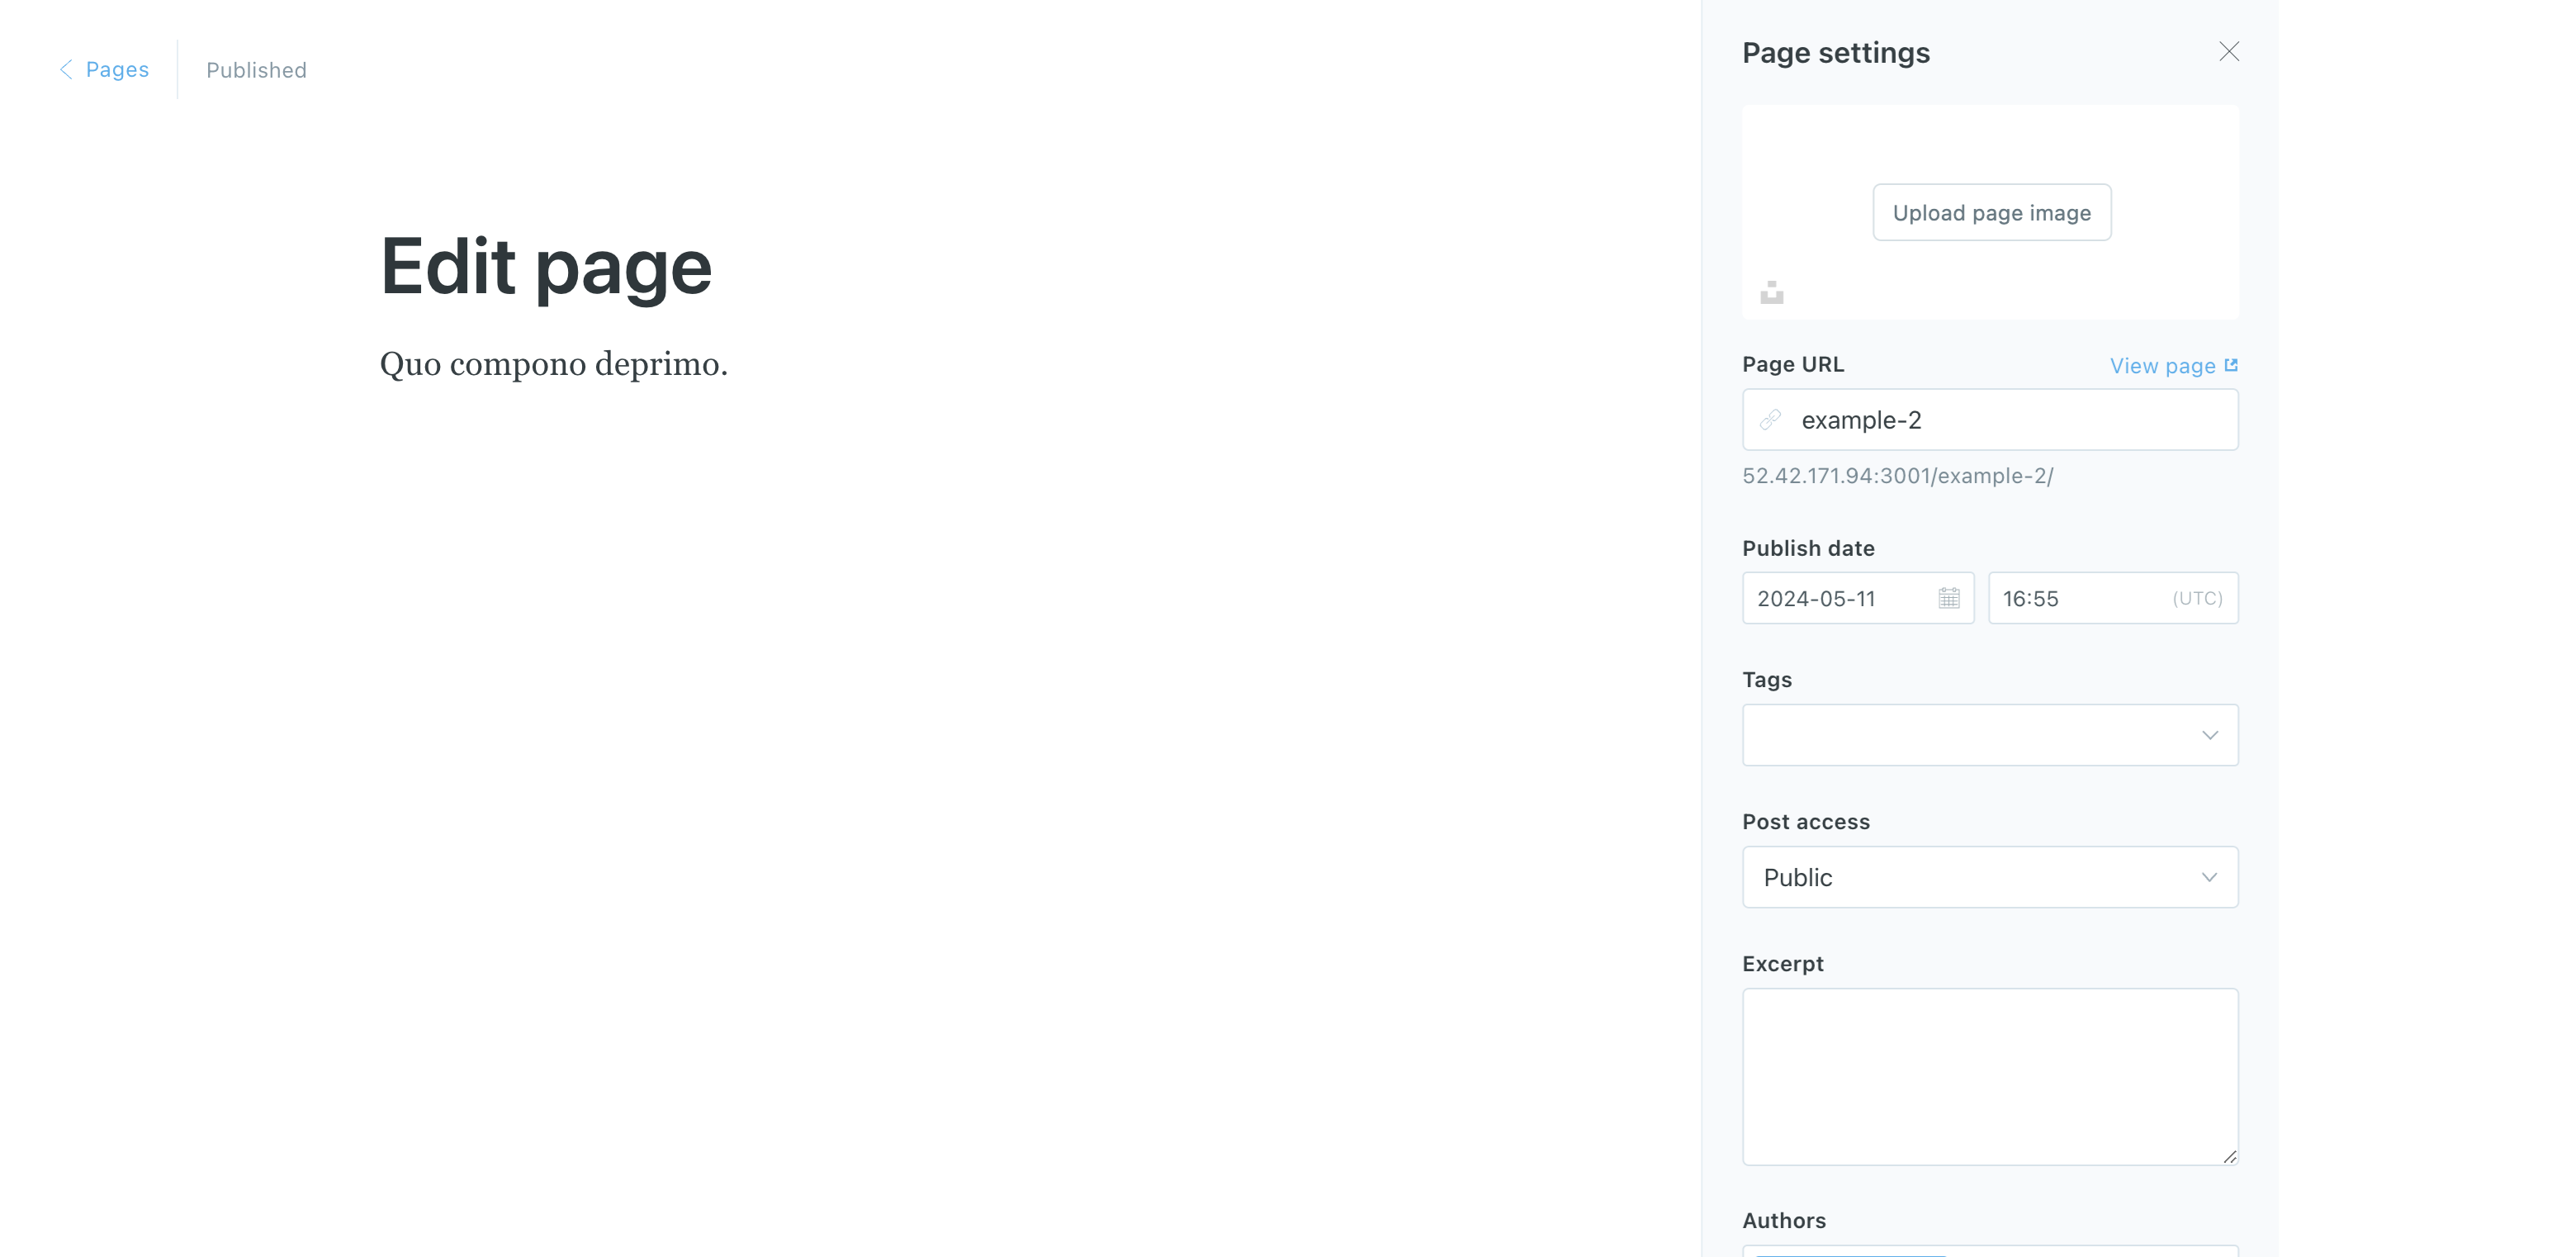 Pages
Published
Edit page
Quo compono deprimo.
Page settings
Upload page image
Page URL
View page
example-2
52.42.171.94:3001/example-2/
Publish date
2024-05-11
16:55
(UTC)
Tags
Post access
Public
Excerpt
Authors